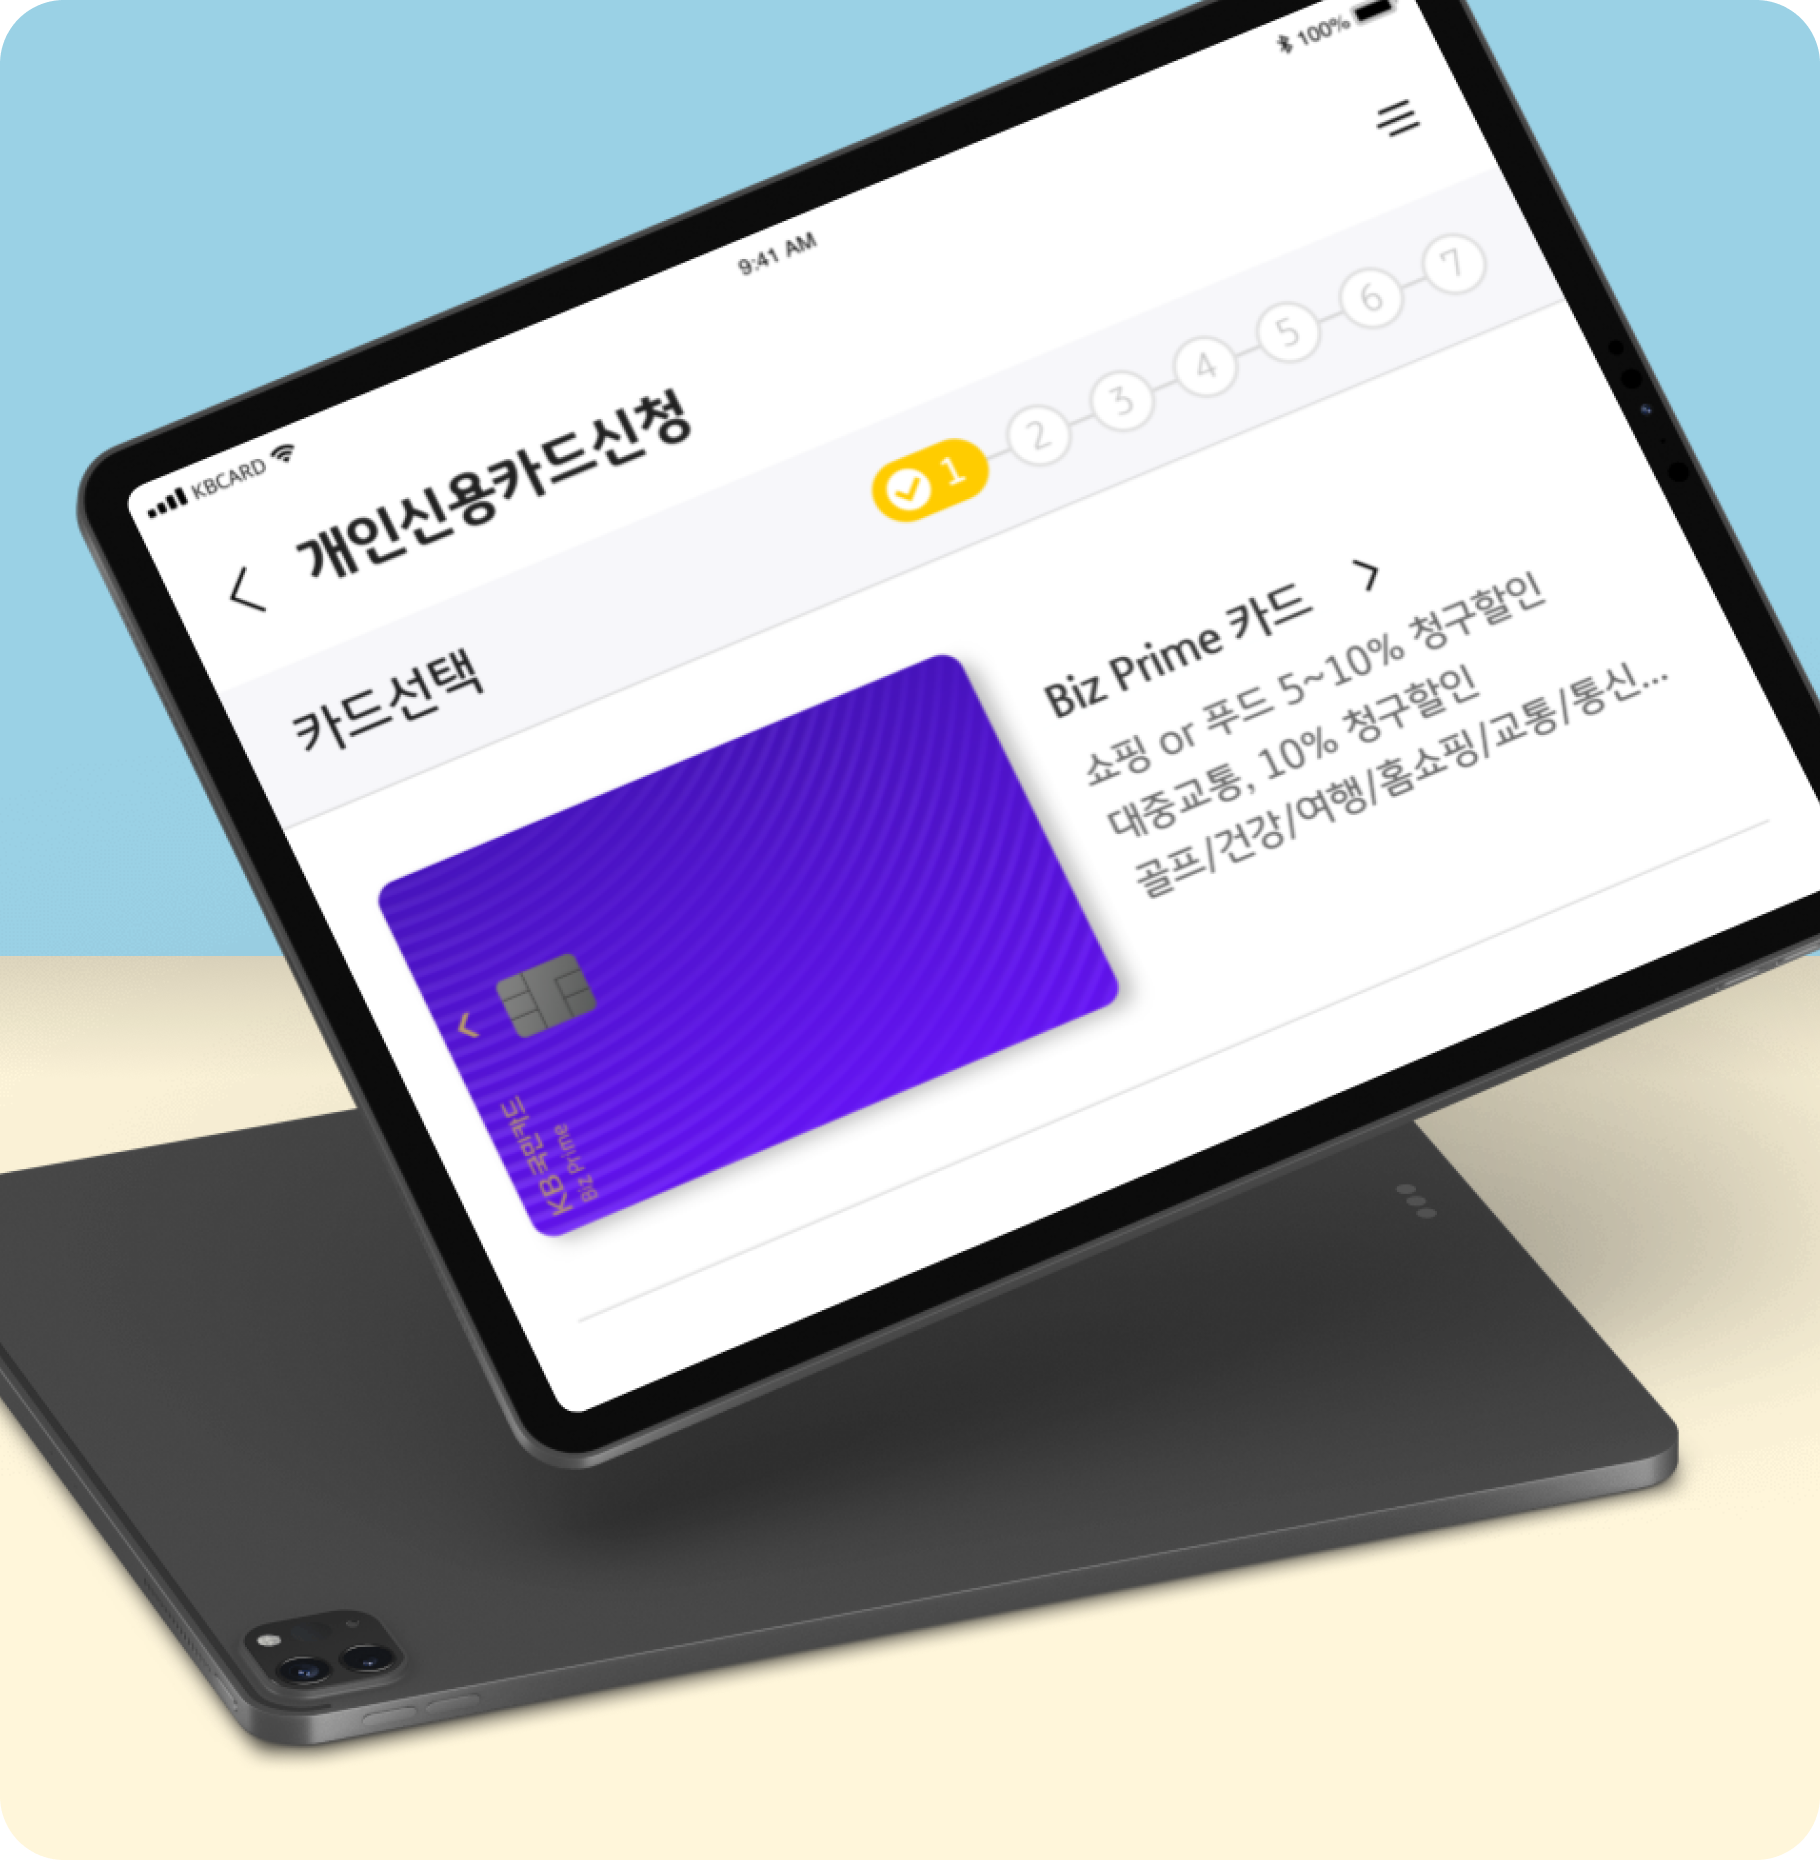 KBCARD
9:41 AM
100%
개인신용카드신청
카드선택
1 2 3 4 5 6 7
Biz Prime 카드
쇼핑 or 푸드 5~10% 청구할인
대중교통, 10% 청구할인
골프/건강/여행/홈쇼핑/교통/통신...
KB국민카드
Biz Prime